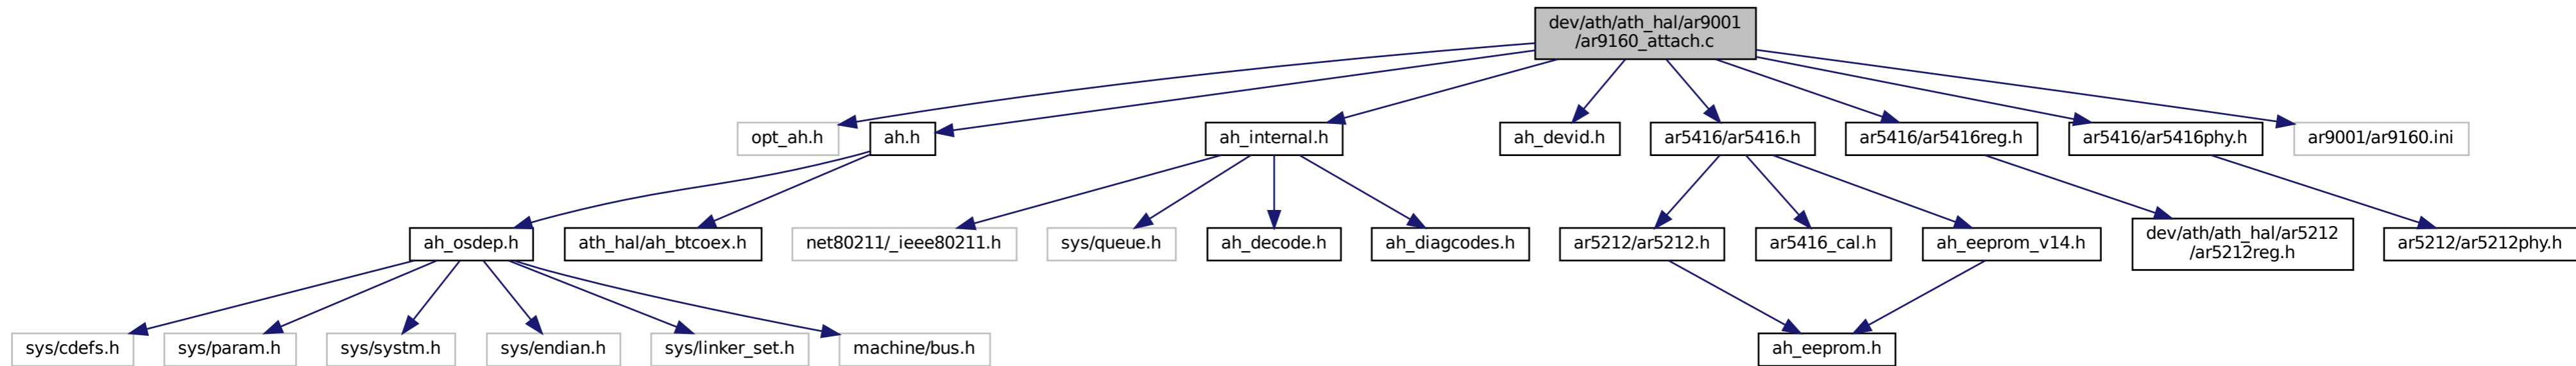 dev/ath/ath_hal/ar9001
/ar9160_attach.c
opt_ah.h
ah.h
ah_internal.h
ah_devid.h
ar5416/ar5416.h
ar5416/ar5416reg.h
ar5416/ar5416phy.h
ar9001/ar9160.ini
ah_osdep.h
ath_hal/ah_btcoex.h
net80211/_ieee80211.h
sys/queue.h
ah_decode.h
ah_diagcodes.h
ar5212/ar5212.h
ar5416_cal.h
ah_eeprom_v14.h
dev/ath/ath_hal/ar5212
/ar5212reg.h
ar5212/ar5212phy.h
sys/cdefs.h
sys/param.h
sys/systm.h
sys/endian.h
sys/linker_set.h
machine/bus.h
ah_eeprom.h